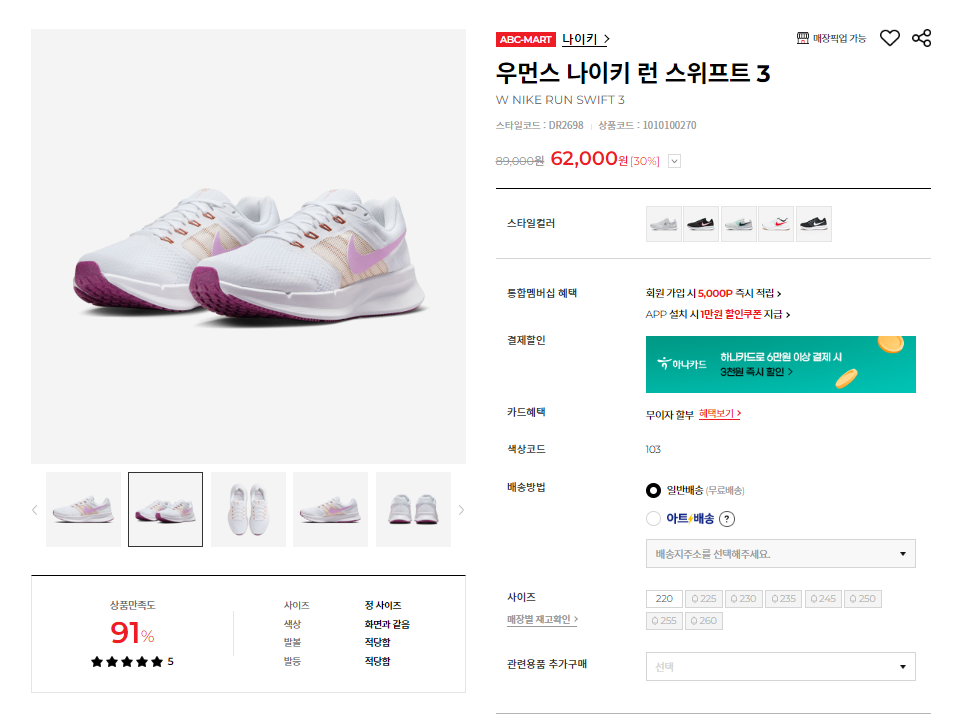 ABC-MART 나이키
매장픽업 가능
우먼스 나이키 런 스위프트 3
W NIKE RUN SWIFT 3
스타일코드 : DR2698 | 상품코드 : 1010100270
89,000원 62,000원 [30%]
스타일컬러
통합멤버십 혜택
회원 가입 시 5,000P 즉시 적립 >
APP 설치 시 1만원 할인쿠폰 지급 >
결제할인
하나카드
하나카드로 6만원 이상 결제 시
3천원 즉시 할인 >
카드혜택
무이자 할부 혜택보기 >
색상코드
103
배송방법
일반배송 (무료배송)
아트배송 ?
배송지주소를 선택해주세요.
사이즈
매장별 재고확인 >
220 225 230 235 245 250
255 260
관련용품 추가구매
선택
상품만족도
91%
5
사이즈 정 사이즈
색상 화면과 같음
발볼 적당함
발등 적당함